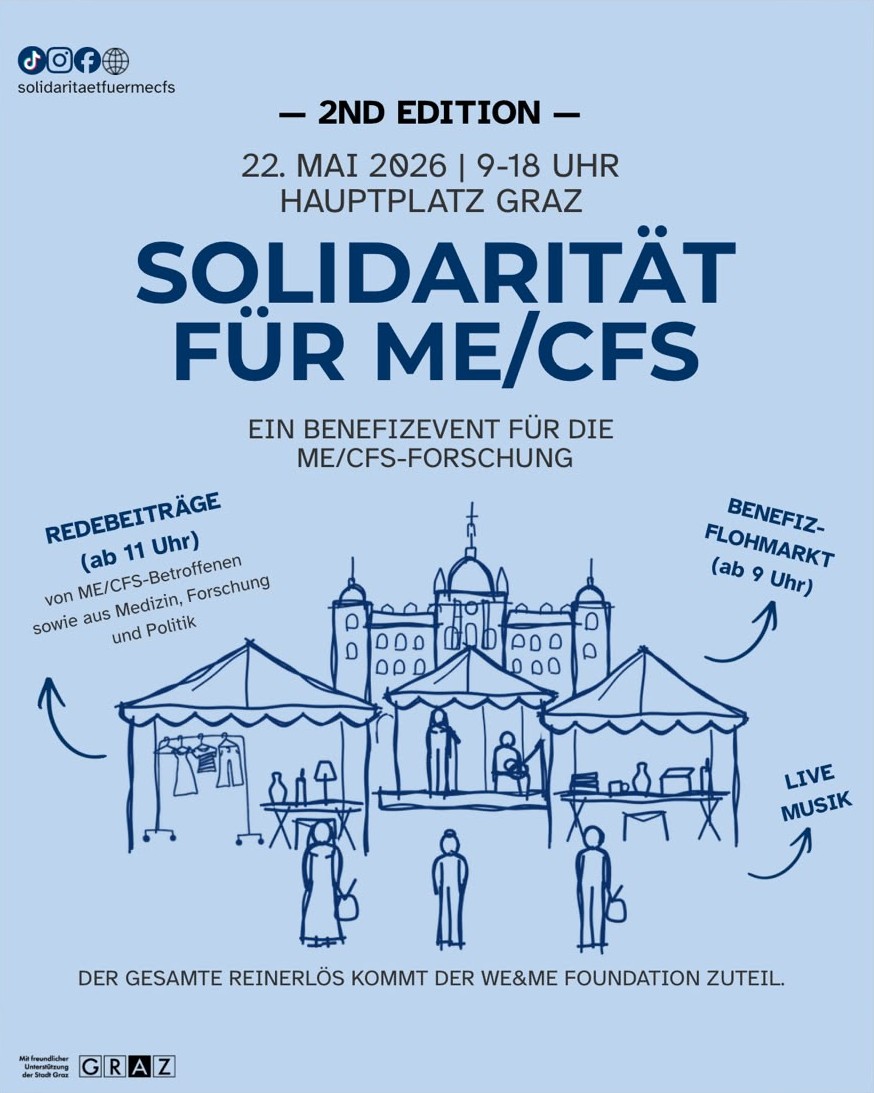 solidaritaetfuermecfs
— 2ND EDITION —
22. MAI 2026 | 9-18 UHR
HAUPTPLATZ GRAZ
SOLIDARITÄT
FÜR ME/CFS
EIN BENEFIZEVENT FÜR DIE
ME/CFS-FORSCHUNG
REDEBEITRÄGE
(ab 11 Uhr)
von ME/CFS-Betroffenen
sowie aus Medizin, Forschung
und Politik
BENEFIZ-
FLOHMARKT
(ab 9 Uhr)
LIVE
MUSIK
DER GESAMTE REINERLÖS KOMMT DER WE&ME FOUNDATION ZUTEIL.
Mit freundlicher
Unterstützung
der Stadt Graz
GRAZ